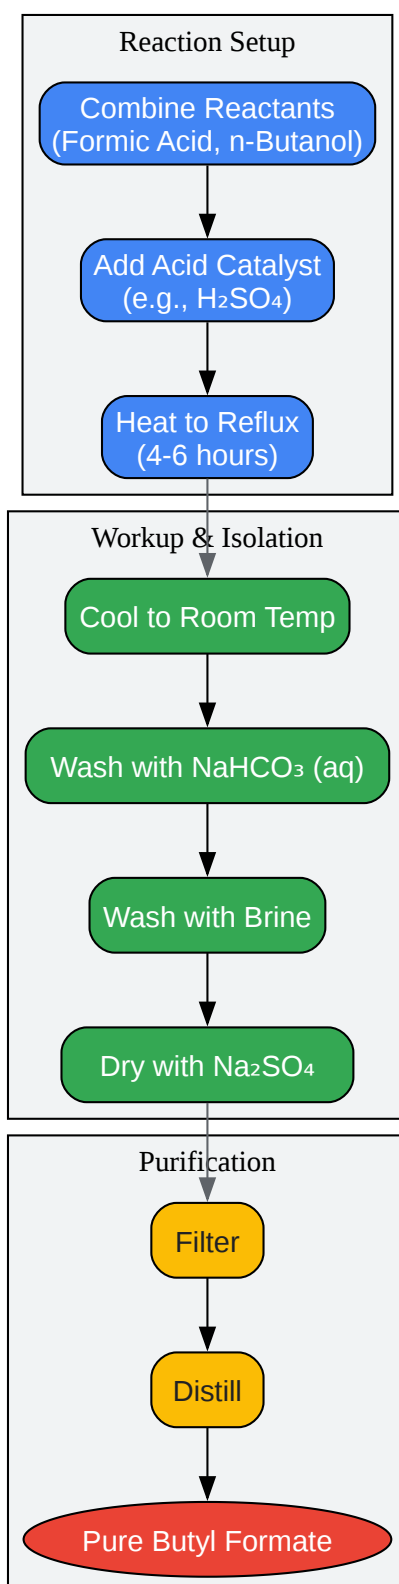 Reaction Setup
Combine Reactants
(Formic Acid, n-Butanol)
Add Acid Catalyst
(e.g., H₂SO₄)
Heat to Reflux
(4-6 hours)
Workup & Isolation
Cool to Room Temp
Wash with NaHCO₃ (aq)
Wash with Brine
Dry with Na₂SO₄
Purification
Filter
Distill
Pure Butyl Formate